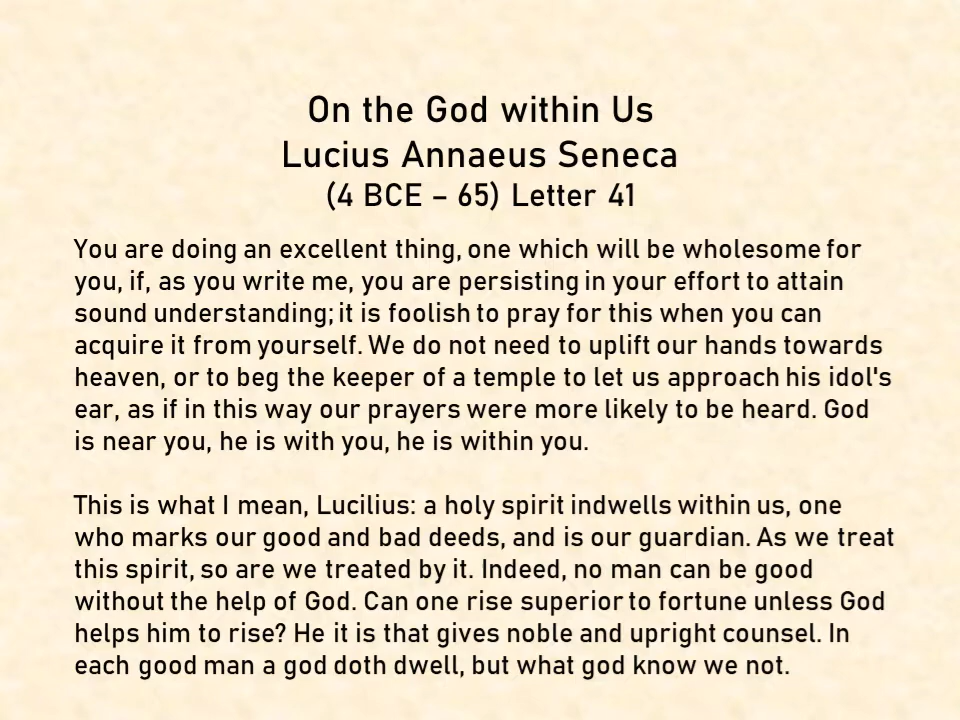 On the God within Us
Lucius Annaeus Seneca
(4 BCE – 65) Letter 41
You are doing an excellent thing, one which will be wholesome for
you, if, as you write me, you are persisting in your effort to attain
sound understanding; it is foolish to pray for this when you can
acquire it from yourself. We do not need to uplift our hands towards
heaven, or to beg the keeper of a temple to let us approach his idol's
ear, as if in this way our prayers were more likely to be heard. God
is near you, he is with you, he is within you.
This is what I mean, Lucilius: a holy spirit indwells within us, one
who marks our good and bad deeds, and is our guardian. As we treat
this spirit, so are we treated by it. Indeed, no man can be good
without the help of God. Can one rise superior to fortune unless God
helps him to rise? He it is that gives noble and upright counsel. In
each good man a god doth dwell, but what god know we not.